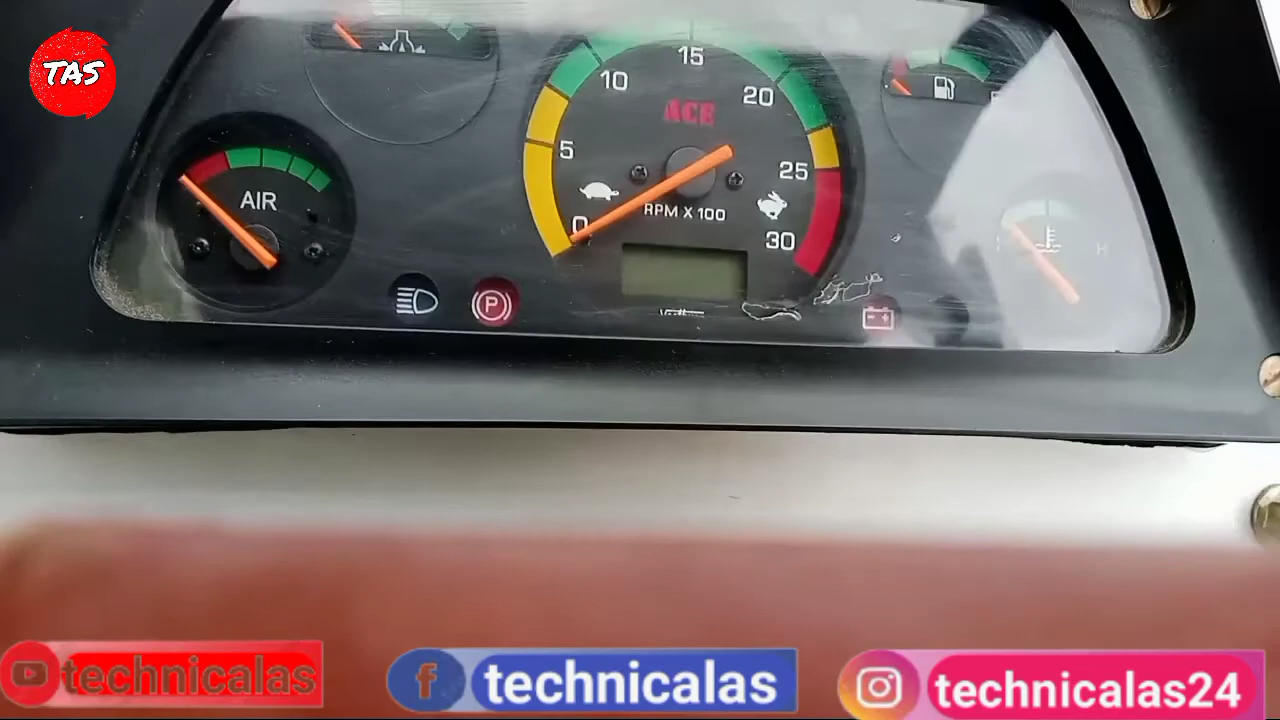 TAS
15
10
20
ACE
5
25
AIR
RPM X 100
0
30
P
H
technicalas
technicalas
technicalas24